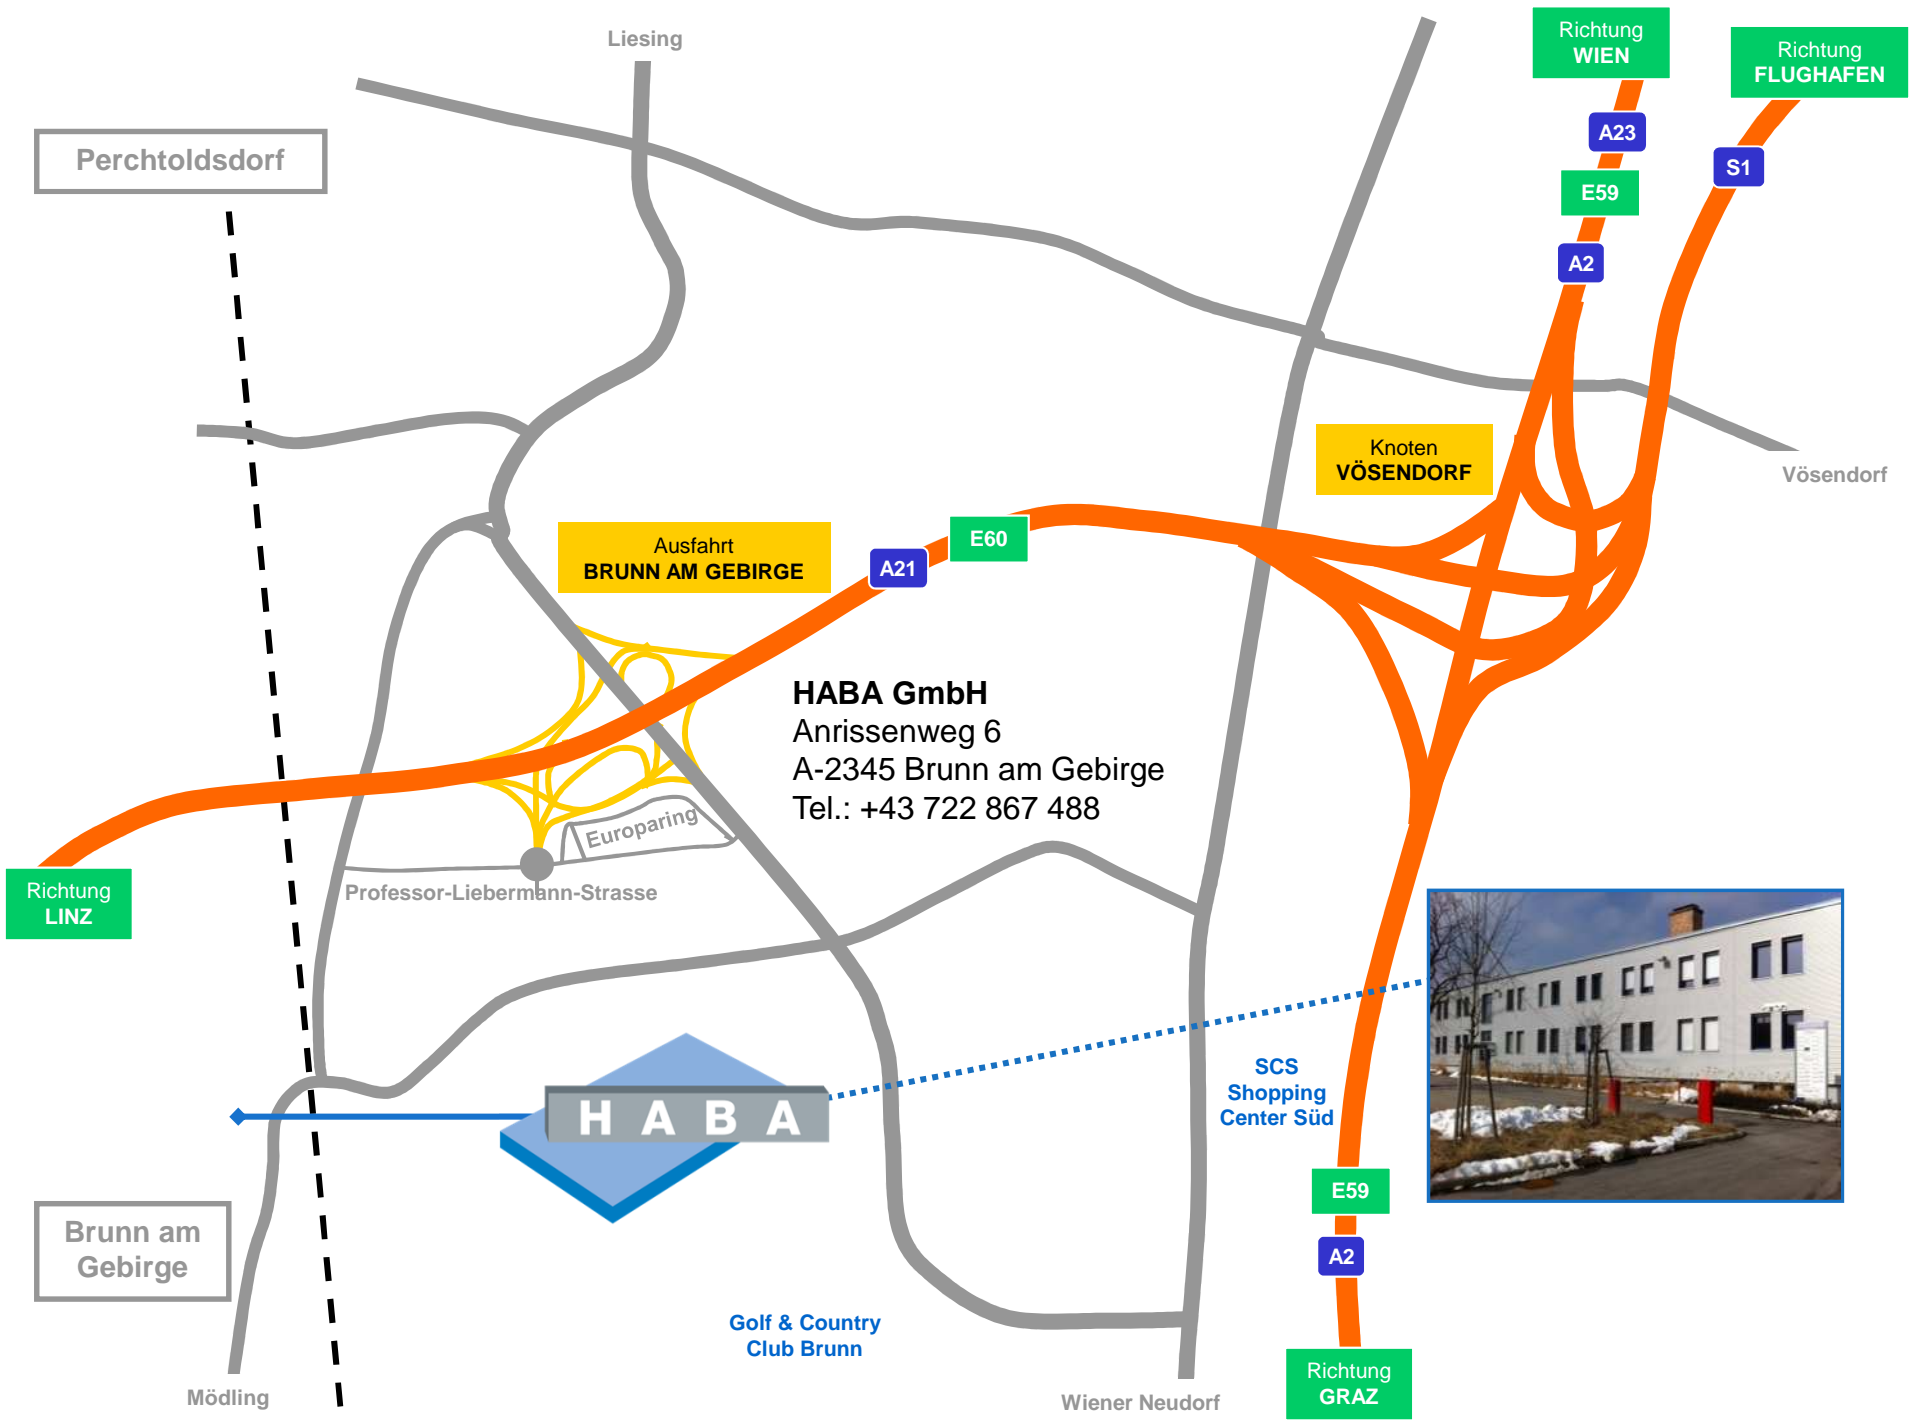 Liesing
Richtung
WIEN
Richtung
FLUGHAFEN
A23
Perchtoldsdorf
S1
E59
A2
Knoten
VÖSENDORF
Vösendorf
Ausfahrt
BRUNN AM GEBIRGE
E60
A21
HABA GmbH
Anrissenweg 6
A-2345 Brunn am Gebirge
Tel.: +43 722 867 488
Europaring
Richtung
LINZ
Professor-Liebermann-Strasse
SCS
Shopping
Center Süd
HABA
E59
Brunn am
Gebirge
A2
Golf & Country
Club Brunn
Richtung
GRAZ
Mödling
Wiener Neudorf